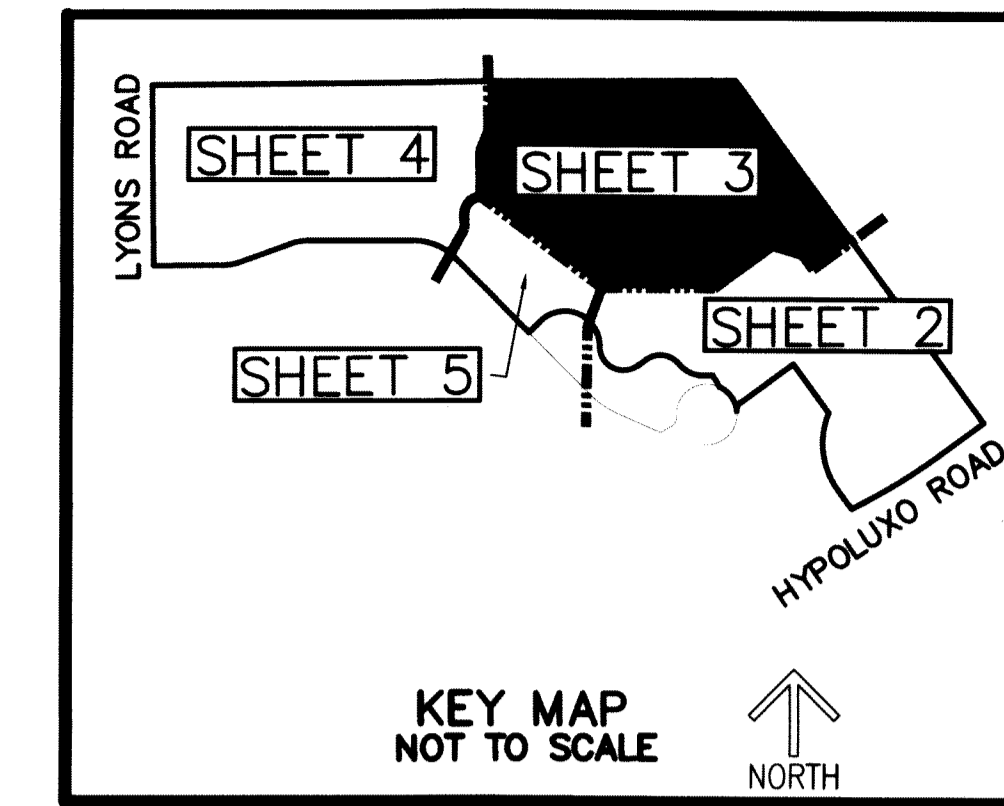 LYONS ROAD
SHEET 4
SHEET 3
SHEET 2
SHEET 5
HYPOLUXO ROAD
KEY MAP
NOT TO SCALE
NORTH